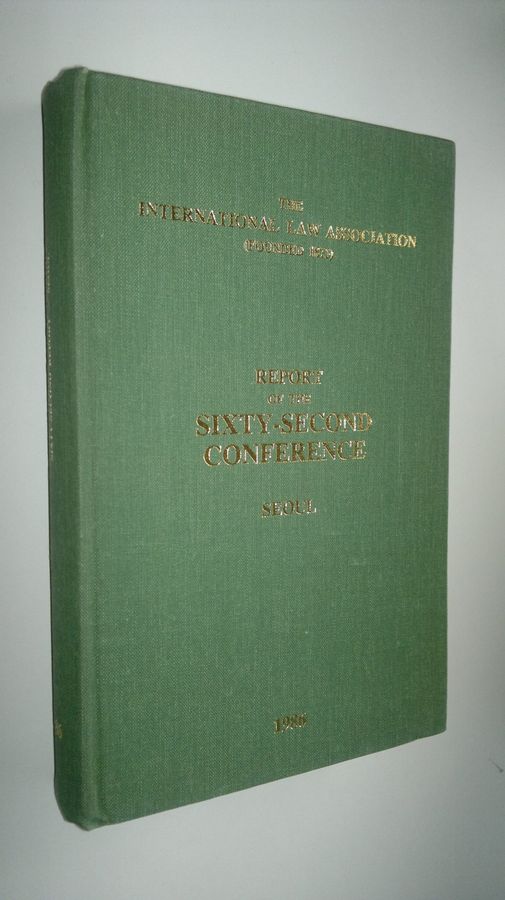 THE
INTERNATIONAL LAW ASSOCIATION
(FOUNDED 1873)
REPORT
OF THE
SIXTY-SECOND
CONFERENCE
SEOUL
1986